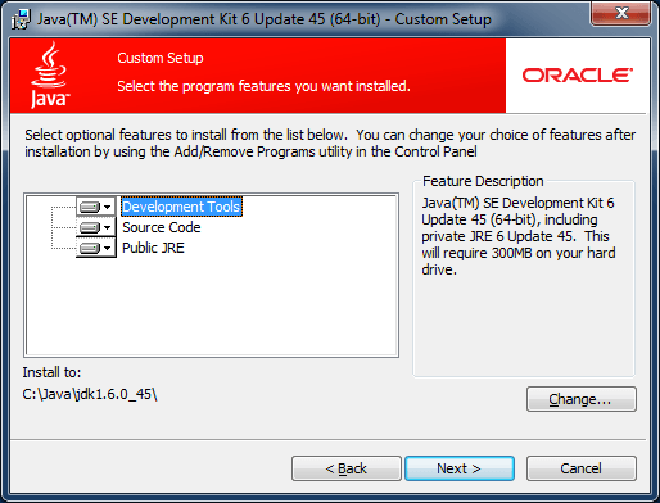 Java(TM) SE Development Kit 6 Update 45 (64-bit) - Custom Setup
Custom Setup
Select the program features you want installed.
Java™
ORACLE®
Select optional features to install from the list below. You can change your choice of features after
installation by using the Add/Remove Programs utility in the Control Panel
Development Tools
Source Code
Public JRE
Feature Description
Java(TM) SE Development Kit 6
Update 45 (64-bit), including
private JRE 6 Update 45. This
will require 300MB on your hard
drive.
Install to:
C:\Java\jdk1.6.0_45\
Change...
< Back
Next >
Cancel